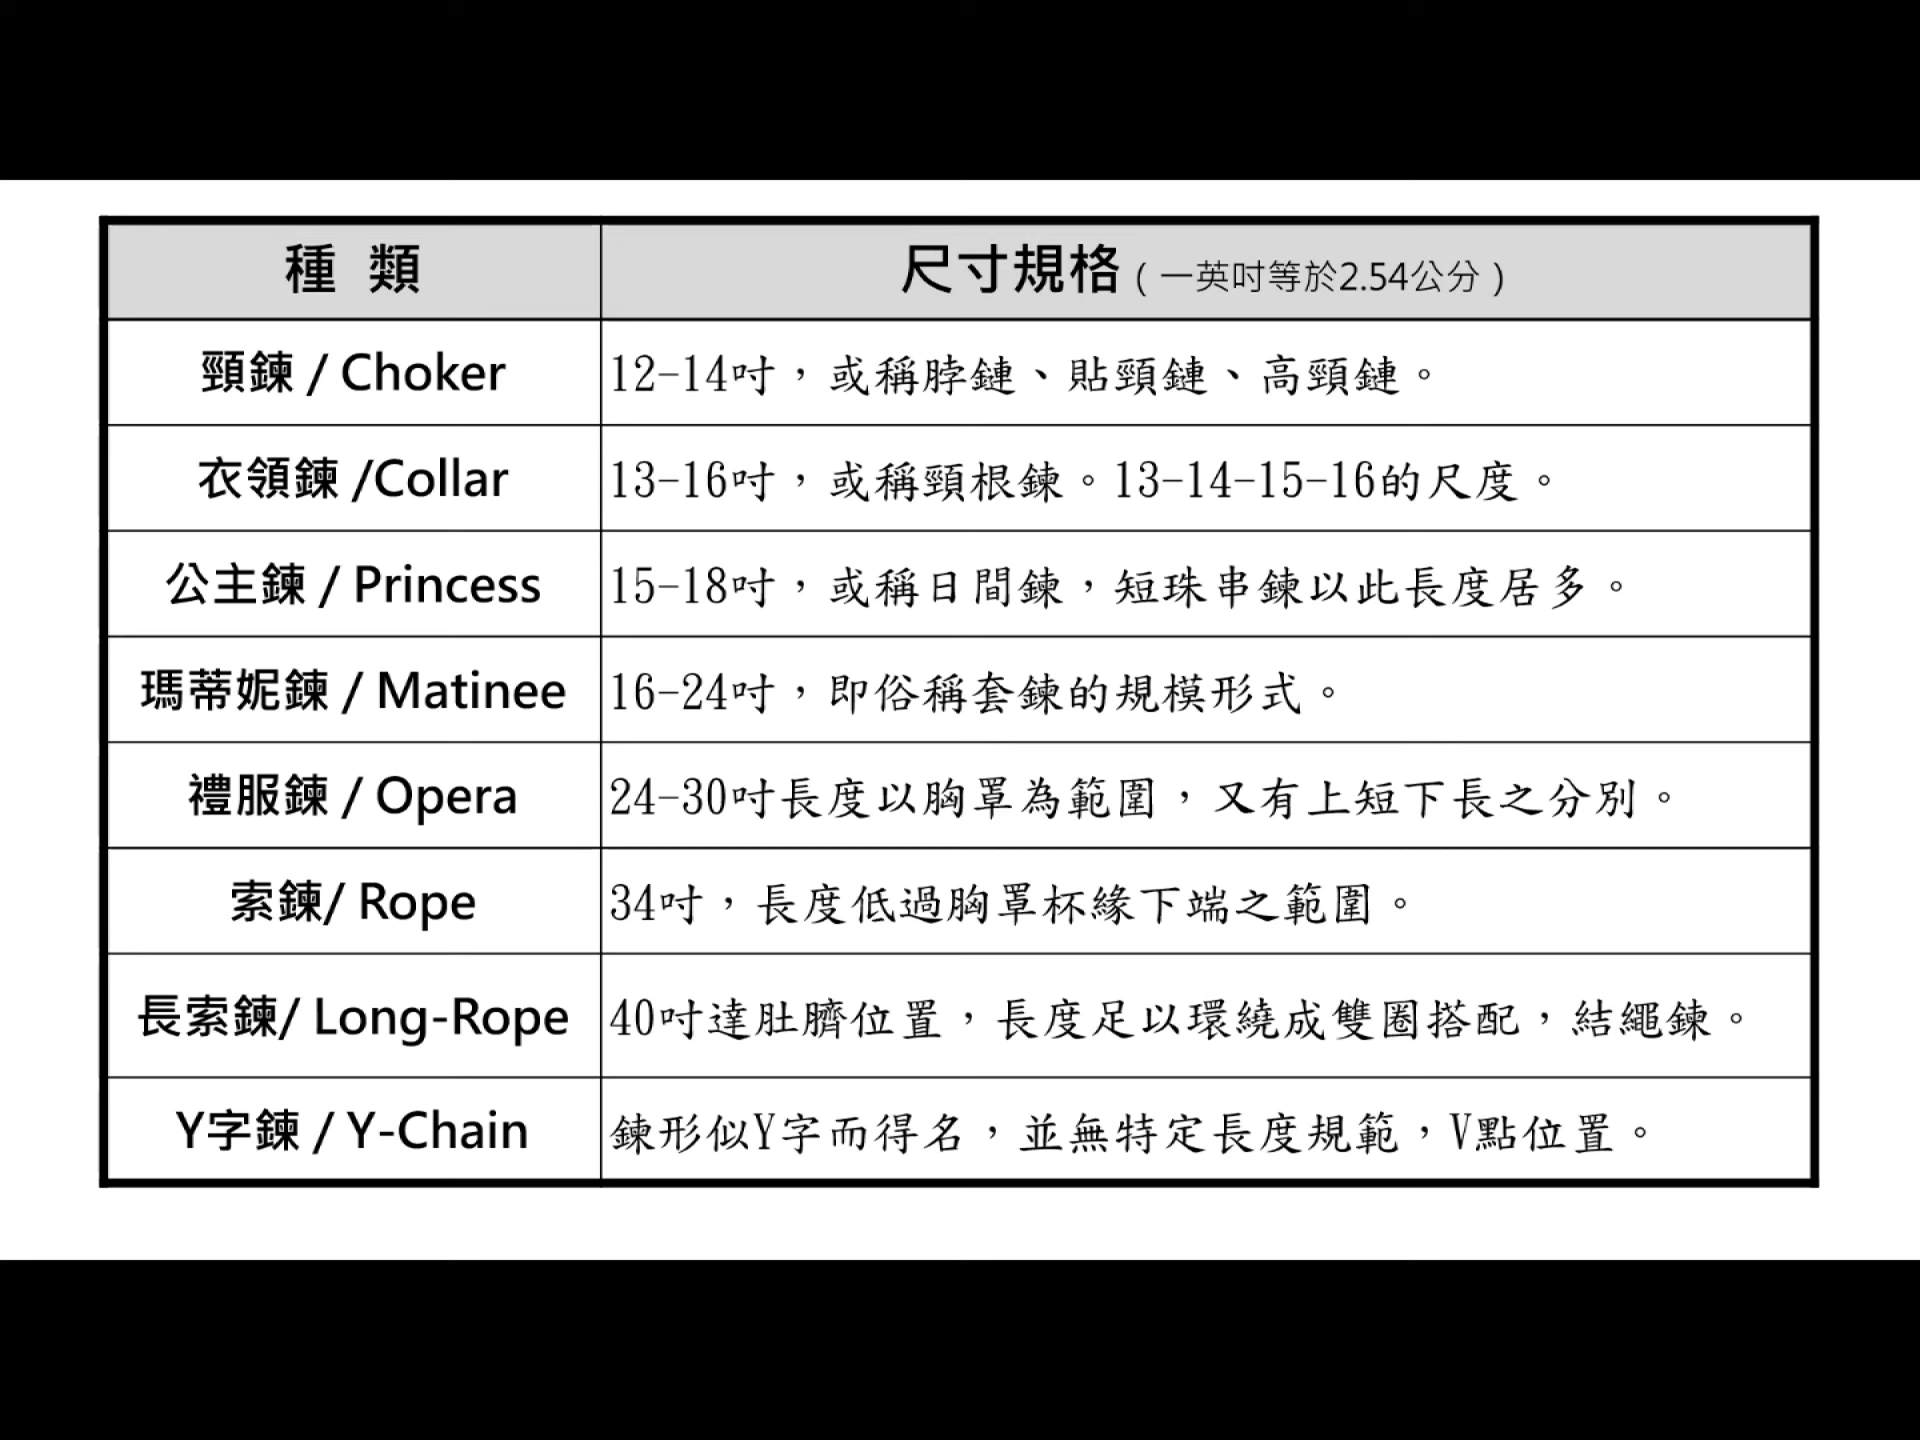 種 類
尺寸規格(一英吋等於2.54公分)
頸鍊 / Choker
12-14吋，或稱脖鏈、貼頸鏈、高頸鏈。
衣領鍊 /Collar
13-16吋，或稱頸根鍊。13-14-15-16的尺度。
公主鍊 / Princess
15-18吋，或稱日間鍊，短珠串鍊以此長度居多。
瑪蒂妮鍊 / Matinee
16-24吋，即俗稱套鍊的規模形式。
禮服鍊 / Opera
24-30吋長度以胸罩為範圍，又有上短下長之分別。
索鍊/ Rope
34吋，長度低過胸罩杯緣下端之範圍。
長索鍊/ Long-Rope
40吋達肚臍位置，長度足以環繞成雙圈搭配，結繩鍊。
Y字鍊 / Y-Chain
鍊形似Y字而得名，並無特定長度規範，V點位置。